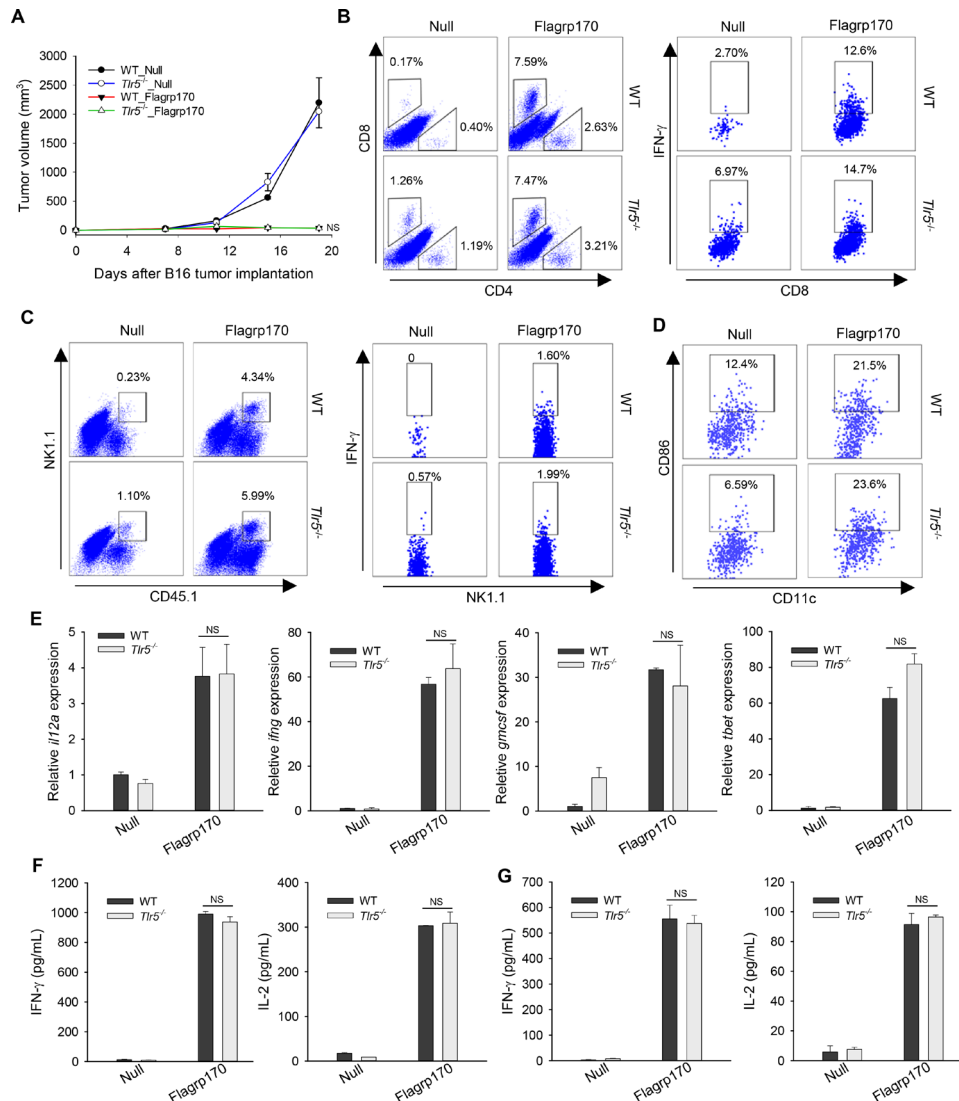 A
Tumor volume (mm³)
3000
2500
2000
1500
1000
500
0
WT_Null
Tlr5⁻/⁻_Null
WT_Flagrp170
Tlr5⁻/⁻_Flagrp170
NS
0 4 8 12 16 20
Days after B16 tumor implantation
B
Null Flagrp170
0.17% 7.59%
0.40% 2.63%
WT
1.26% 7.47%
1.19% 3.21%
Tlr5⁻/⁻
CD8
CD4
Null Flagrp170
2.70% 12.6%
WT
6.97% 14.7%
Tlr5⁻/⁻
IFN-γ
CD8
C
Null Flagrp170
0.23% 4.34%
WT
1.10% 5.99%
Tlr5⁻/⁻
NK1.1
CD45.1
Null Flagrp170
0 1.60%
WT
0.57% 1.99%
Tlr5⁻/⁻
IFN-γ
NK1.1
D
Null Flagrp170
12.4% 21.5%
WT
6.59% 23.6%
Tlr5⁻/⁻
CD86
CD11c
E
Relative il12a expression
5
4
3
2
1
0
WT
Tlr5⁻/⁻
NS
Null Flagrp170
Reletive ifng expression
80
60
40
20
0
WT
Tlr5⁻/⁻
NS
Null Flagrp170
Reletive gmcsf expression
40
30
20
10
0
WT
Tlr5⁻/⁻
NS
Null Flagrp170
Reletive tbet expression
100
80
60
40
20
0
WT
Tlr5⁻/⁻
NS
Null Flagrp170
F
IFN-γ (pg/mL)
1200
1000
800
600
400
200
0
WT
Tlr5⁻/⁻
NS
Null Flagrp170
IL-2 (pg/mL)
400
300
200
100
0
WT
Tlr5⁻/⁻
NS
Null Flagrp170
G
IFN-γ (pg/mL)
700
600
500
400
300
200
100
0
WT
Tlr5⁻/⁻
NS
Null Flagrp170
IL-2 (pg/mL)
120
100
80
60
40
20
0
WT
Tlr5⁻/⁻
NS
Null Flagrp170